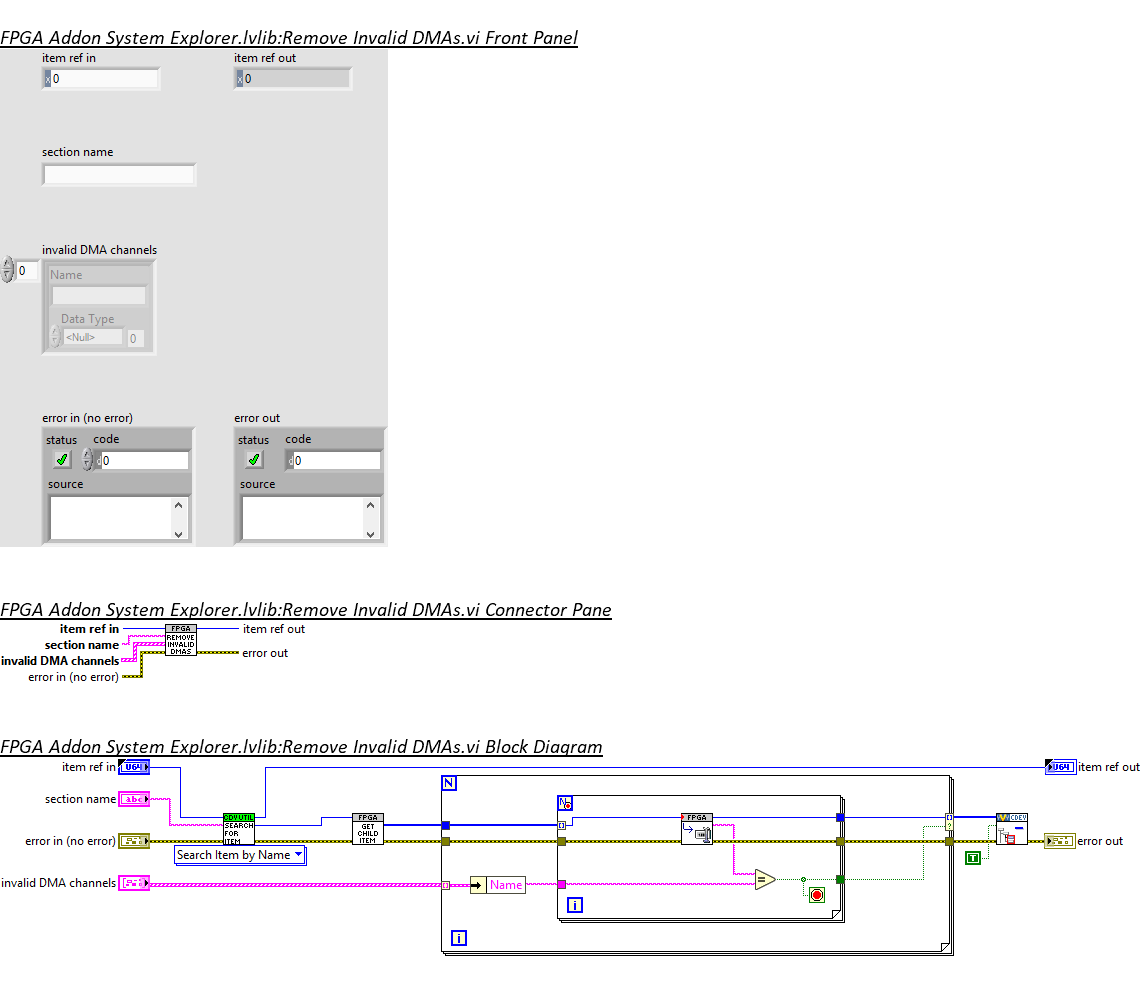 FPGA Addon System Explorer.lvlib:Remove Invalid DMAs.vi Front Panel
item ref in item ref out
x 0 x 0
section name
invalid DMA channels
0
Name
Data Type
<Null> 0
error in (no error) error out
status code status code
d 0 d 0
source source
FPGA Addon System Explorer.lvlib:Remove Invalid DMAs.vi Connector Pane
item ref in FPGA item ref out
section name REMOVE
invalid DMA channels INVALID
error in (no error) DMAS error out
FPGA Addon System Explorer.lvlib:Remove Invalid DMAs.vi Block Diagram
item ref in U64 U64 item ref out
N
section name abc N
CDV UTIL FPGA FPGA CDEV
SEARCH GET
FOR CHILD
ITEM ITEM
error in (no error) error out
?
Search Item by Name T
invalid DMA channels Name =
i
i